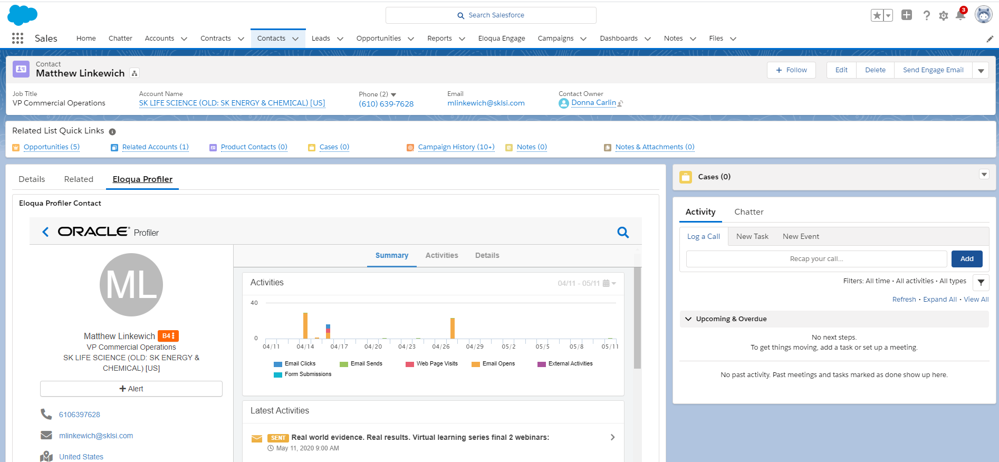 Search Salesforce
3
Sales
Home
Chatter
Accounts
Contracts
Contacts
Leads
Opportunities
Reports
Eloqua Engage
Campaigns
Dashboards
Notes
Files
Contact
Matthew Linkewich
+ Follow
Edit
Delete
Send Engage Email
Job Title
VP Commercial Operations
Account Name
SK LIFE SCIENCE (OLD: SK ENERGY & CHEMICAL) [US]
Phone (2)
(610) 639-7628
Email
mlinkewich@sklsi.com
Contact Owner
Donna Carlin
Related List Quick Links
Opportunities (5)
Related Accounts (1)
Product Contacts (0)
Cases (0)
Campaign History (10+)
Notes (0)
Notes & Attachments (0)
Details
Related
Eloqua Profiler
Eloqua Profiler Contact
ORACLE® Profiler
ML
Matthew Linkewich B4
VP Commercial Operations
SK LIFE SCIENCE (OLD: SK ENERGY &
CHEMICAL) [US]
+ Alert
6106397628
mlinkewich@sklsi.com
United States
Summary
Activities
Details
Activities
04/11 - 05/11
40
0
04/11 04/14 04/17 04/20 04/23 04/26 04/29 05/2 05/5 05/8 05/11
Email Clicks
Email Sends
Web Page Visits
Email Opens
External Activities
Form Submissions
Latest Activities
SENT Real world evidence. Real results. Virtual learning series final 2 webinars:
May 11, 2020 9:00 AM
Cases (0)
Activity
Chatter
Log a Call
New Task
New Event
Recap your call...
Add
Filters: All time • All activities • All types
Refresh • Expand All • View All
Upcoming & Overdue
No next steps.
To get things moving, add a task or set up a meeting.
No past activity. Past meetings and tasks marked as done show up here.